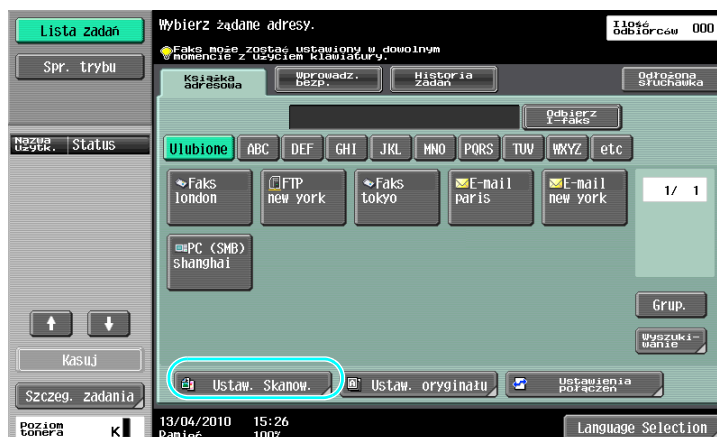 Lista zadań
Spr. trybu
Nazwa użytk.
Status
Kasuj
Szczeg. zadania
Poziom tonera
K
Wybierz żądane adresy.
Faks może zostać ustawiony w dowolnym
momencie z użyciem klawiatury.
Ilość odbiorców
000
Książka adresowa
Wprowadz. bezp.
Historia zadań
Odłożona słuchawka
Odbierz I-faks
Ulubione
ABC
DEF
GHI
JKL
MNO
PQRS
TUV
WXYZ
etc
Faks
london
FTP
new york
Faks
tokyo
E-mail
paris
E-mail
new york
1/ 1
PC (SMB)
shanghai
Grup.
Wyszuki-
wanie
Ustaw. Skanow.
Ustaw. oryginału
Ustawienia
połączeń
13/04/2010 15:26
Pamięć 100%
Language Selection